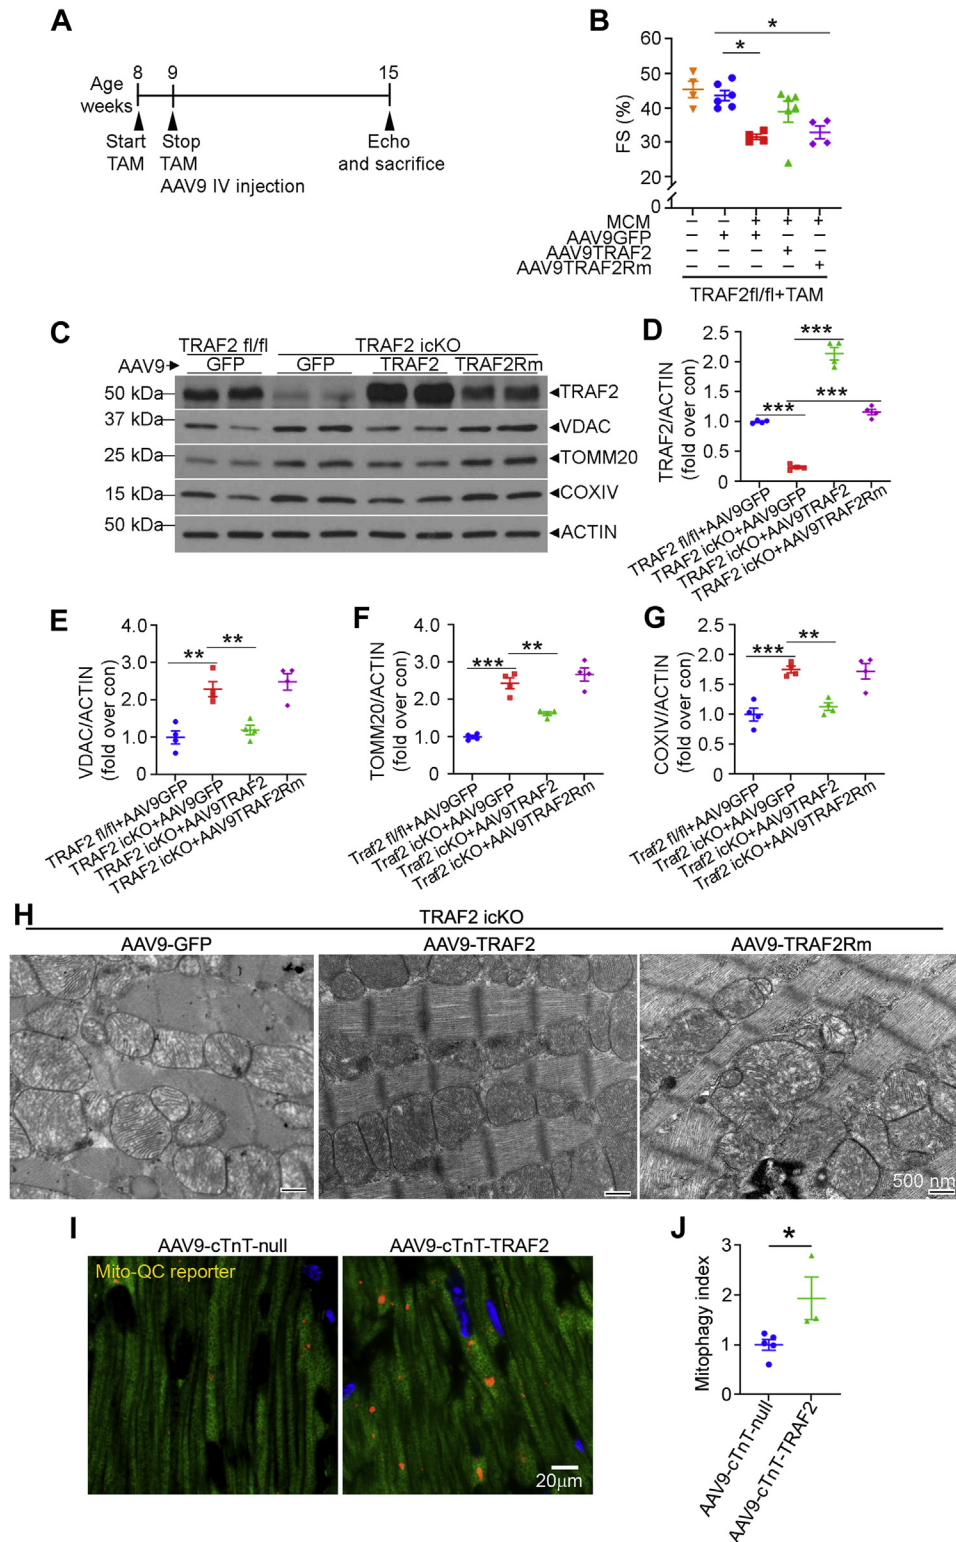 A
Age
weeks
8
9
15
Start
TAM
Stop
TAM
AAV9 IV injection
Echo
and sacrifice
B
FS (%)
60
50
40
30
20
0
*
*
MCM
– – + + +
AAV9GFP
– + + – –
AAV9TRAF2
– – – + –
AAV9TRAF2Rm
– – – – +
TRAF2fl/fl+TAM
C
TRAF2 fl/fl
TRAF2 icKO
AAV9
GFP
GFP
TRAF2
TRAF2Rm
50 kDa
TRAF2
37 kDa
VDAC
25 kDa
TOMM20
15 kDa
COXIV
50 kDa
ACTIN
D
TRAF2/ACTIN
(fold over con)
2.5
2.0
1.5
1.0
0.5
0
***
***
***
TRAF2 fl/fl+AAV9GFP
TRAF2 icKO+AAV9GFP
TRAF2 icKO+AAV9TRAF2
TRAF2 icKO+AAV9TRAF2Rm
E
VDAC/ACTIN
(fold over con)
4.0
3.0
2.0
1.0
0
**
**
TRAF2 fl/fl+AAV9GFP
TRAF2 icKO+AAV9GFP
TRAF2 icKO+AAV9TRAF2
TRAF2 icKO+AAV9TRAF2Rm
F
TOMM20/ACTIN
(fold over con)
4.0
3.0
2.0
1.0
0
***
**
Traf2 fl/fl+AAV9GFP
Traf2 icKO+AAV9GFP
Traf2 icKO+AAV9TRAF2
Traf2 icKO+AAV9TRAF2Rm
G
COXIV/ACTIN
(fold over con)
2.5
2.0
1.5
1.0
0.5
0
***
**
Traf2 fl/fl+AAV9GFP
Traf2 icKO+AAV9GFP
Traf2 icKO+AAV9TRAF2
Traf2 icKO+AAV9TRAF2Rm
H
TRAF2 icKO
AAV9-GFP
AAV9-TRAF2
AAV9-TRAF2Rm
500 nm
I
AAV9-cTnT-null
AAV9-cTnT-TRAF2
Mito-QC reporter
20μm
J
Mitophagy index
3
2
1
0
*
AAV9-cTnT-null
AAV9-cTnT-TRAF2